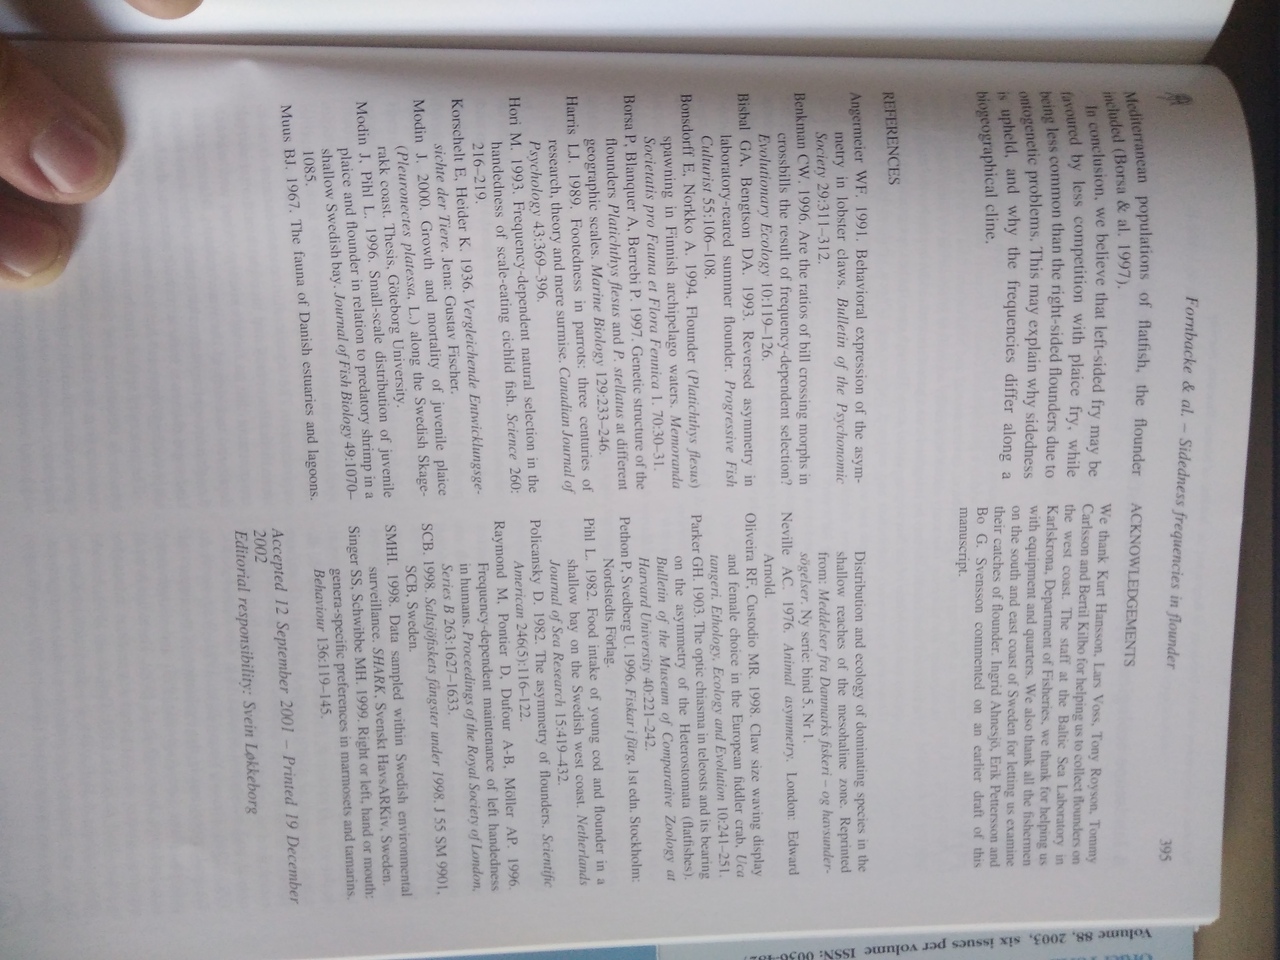 Fornbacke & al. – Sidedness frequencies in flounder
395
Mediterranean populations of flatfish, the flounder
included (Borsa & al. 1997).
In conclusion, we believe that left-sided fry may be
favoured by less competition with plaice fry, while
being less common than the right-sided flounders due to
ontogenetic problems. This may explain why sidedness
is upheld, and why the frequencies differ along a
biogeographical cline.
REFERENCES
Angermeier WF. 1991. Behavioral expression of the asym-
metry in lobster claws. Bulletin of the Psychonomic
Society 29:311–312.
Benkman CW. 1996. Are the ratios of bill crossing morphs in
crossbills the result of frequency-dependent selection?
Evolutionary Ecology 10:119–126.
Bisbal GA, Bengtson DA. 1993. Reversed asymmetry in
laboratory-reared summer flounder. Progressive Fish
Culturist 55:106–108.
Bonsdorff E, Norkko A. 1994. Flounder (Platichthys flesus)
spawning in Finnish archipelago waters. Memoranda
Societatis pro Fauna et Flora Fennica 1. 70:30–31.
Borsa P, Blanquer A, Berrebi P. 1997. Genetic structure of the
flounders Platichthys flesus and P. stellatus at different
geographic scales. Marine Biology 129:233–246.
Harris LJ. 1989. Footedness in parrots: three centuries of
research, theory and mere surmise. Canadian Journal of
Psychology 43:369–396.
Hori M. 1993. Frequency-dependent natural selection in the
handedness of scale-eating cichlid fish. Science 260:
216–219.
Korschelt E, Heider K. 1936. Vergleichende Entwicklungsge-
sichte der Tiere. Jena: Gustav Fischer.
Modin J. 2000. Growth and mortality of juvenile plaice
(Pleuronectes platessa, L.) along the Swedish Skage-
rakk coast. Thesis. Göteborg University.
Modin J, Pihl L. 1996. Small-scale distribution of juvenile
plaice and flounder in relation to predatory shrimp in a
shallow Swedish bay. Journal of Fish Biology 49:1070–
1085.
Muus BJ. 1967. The fauna of Danish estuaries and lagoons.
ACKNOWLEDGEMENTS
We thank Kurt Hansson, Lars Voss, Tony Royson, Tommy
Carlsson and Bertil Kilbo for helping us to collect flounders on
the west coast. The staff at the Baltic Sea Laboratory in
Karlskrona, Department of Fisheries, we thank for helping us
with equipment and quarters. We also thank all the fishermen
on the south and east coast of Sweden for letting us examine
their catches of flounder. Ingrid Ahnesjö, Erik Pettersson and
Bo G. Svensson commented on an earlier draft of this
manuscript.
Distribution and ecology of dominating species in the
shallow reaches of the mesohaline zone. Reprinted
from: Meddelser fra Danmarks fiskeri – og havsunder-
sögelser. Ny serie: bind 5, Nr 1.
Neville AC. 1976. Animal asymmetry. London: Edward
Arnold.
Oliveira RF, Custodio MR. 1998. Claw size waving display
and female choice in the European fiddler crab, Uca
tangeri. Ethology, Ecology and Evolution 10:241–251.
Parker GH. 1903. The optic chiasma in teleosts and its bearing
on the asymmetry of the Heterostomata (flatfishes).
Bulletin of the Museum of Comparative Zoology at
Harvard University 40:221–242.
Pethon P, Svedberg U. 1996. Fiskar i färg. 1st edn. Stockholm:
Nordstedts Förlag.
Pihl L. 1982. Food intake of young cod and flounder in a
shallow bay on the Swedish west coast. Netherlands
Journal of Sea Research 15:419–432.
Policansky D. 1982. The asymmetry of flounders. Scientific
American 246(5):116–122.
Raymond M, Pontier D, Dufour A-B, Møller AP. 1996.
Frequency-dependent maintenance of left handedness
in humans. Proceedings of the Royal Society of London,
Series B 263:1627–1633.
SCB. 1998. Saltsjöfiskets fångster under 1998. J 55 SM 9901,
SCB, Sweden.
SMHI. 1998. Data sampled within Swedish environmental
surveillance. SHARK, Svenskt HavsARKiv, Sweden.
Singer SS, Schwibbe MH. 1999. Right or left, hand or mouth:
genera-specific preferences in marmosets and tamarins.
Behaviour 136:119–145.
Accepted 12 September 2001 – Printed 19 December
2002
Editorial responsibility: Svein Løkkeborg
Volume 88, 2003, six issues per volume ISSN: 0036-